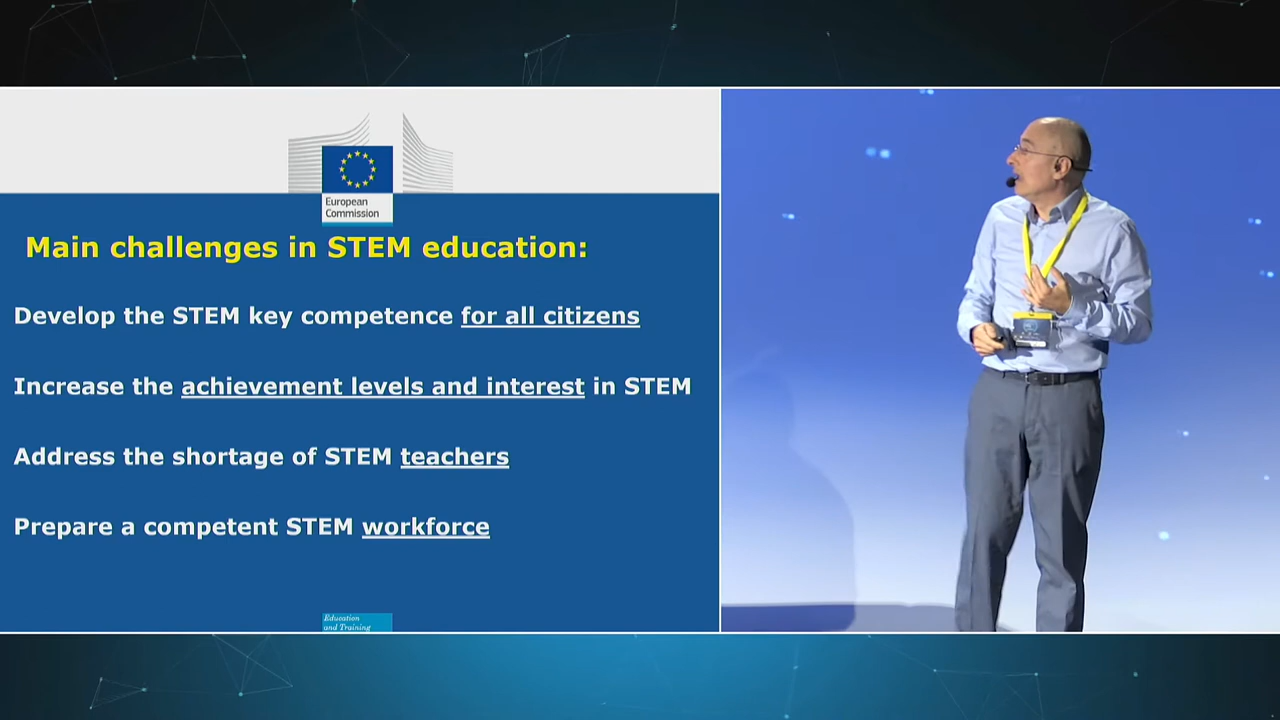 European
Commission
Main challenges in STEM education:
Develop the STEM key competence for all citizens
Increase the achievement levels and interest in STEM
Address the shortage of STEM teachers
Prepare a competent STEM workforce
Education
and Training